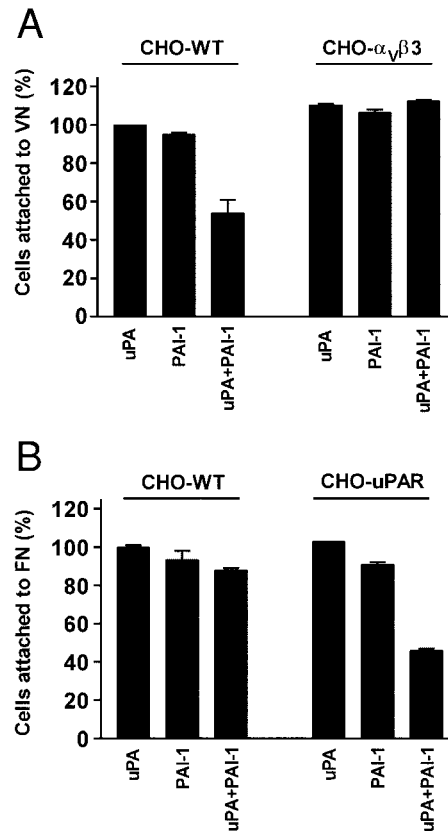 A
CHO-WT
CHO-αVβ3
Cells attached to VN (%)
120
100
80
60
40
20
0
uPA
PAI-1
uPA+PAI-1
uPA
PAI-1
uPA+PAI-1
B
CHO-WT
CHO-uPAR
Cells attached to FN (%)
120
100
80
60
40
20
0
uPA
PAI-1
uPA+PAI-1
uPA
PAI-1
uPA+PAI-1